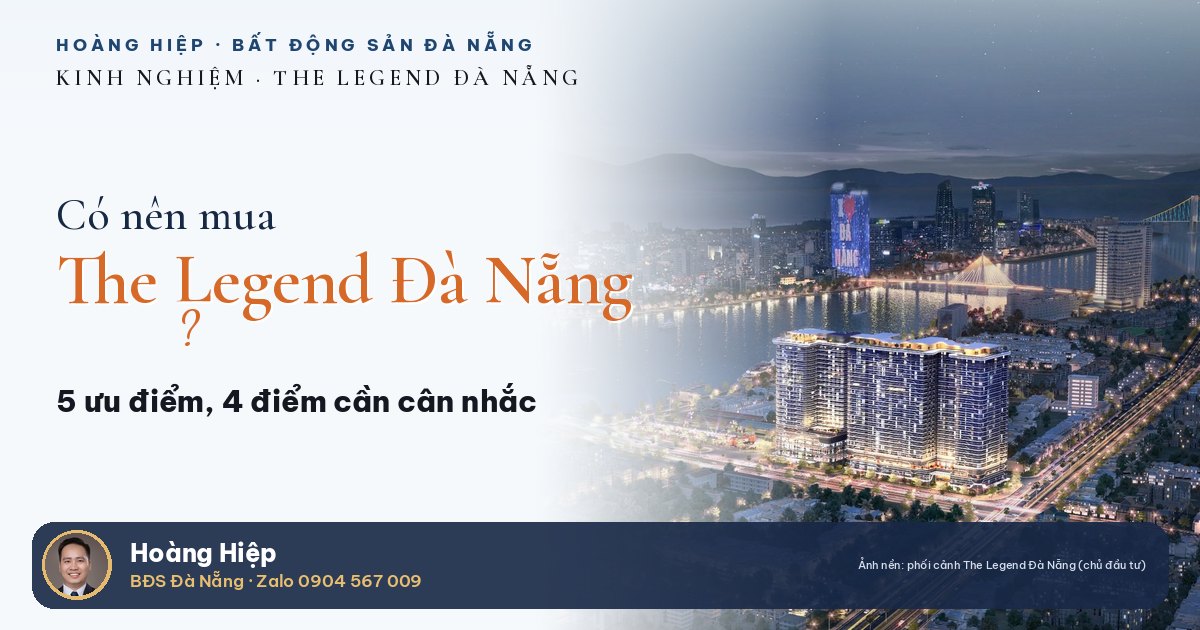 HOÀNG HIỆP · BẤT ĐỘNG SẢN ĐÀ NẴNG
KINH NGHIỆM · THE LEGEND ĐÀ NẴNG
Có nên mua
The Legend Đà Nẵng
?
5 ưu điểm, 4 điểm cần cân nhắc
I ❤
ĐÀ
NẴNG
Hoàng Hiệp
BĐS Đà Nẵng · Zalo 0904 567 009
Ảnh nền: phối cảnh The Legend Đà Nẵng (chủ đầu tư)